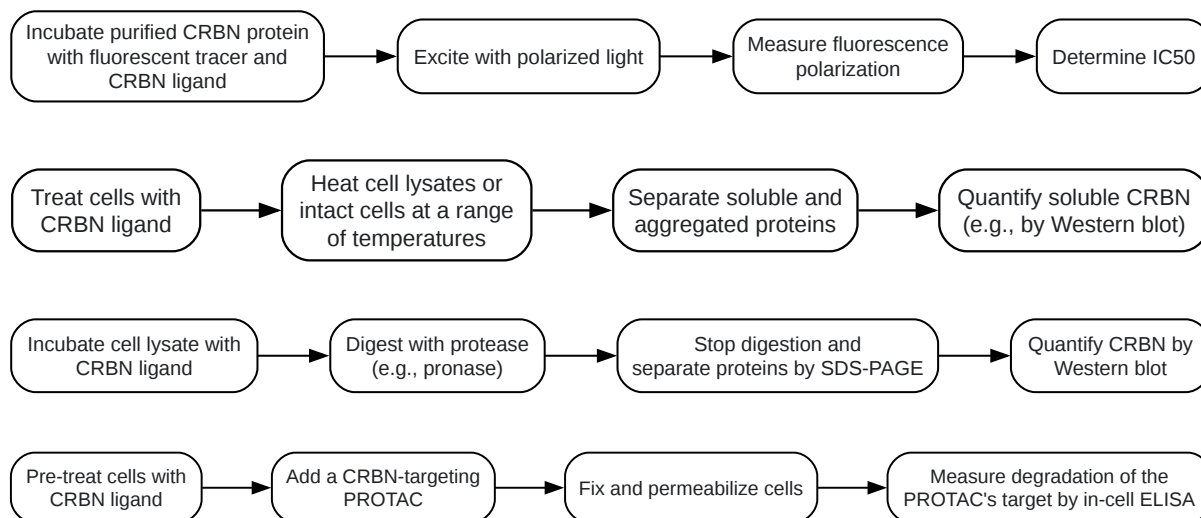 Incubate purified CRBN protein
with fluorescent tracer and
CRBN ligand
Excite with polarized light
Measure fluorescence
polarization
Determine IC50
Treat cells with
CRBN ligand
Heat cell lysates or
intact cells at a range
of temperatures
Separate soluble and
aggregated proteins
Quantify soluble CRBN
(e.g., by Western blot)
Incubate cell lysate with
CRBN ligand
Digest with protease
(e.g., pronase)
Stop digestion and
separate proteins by SDS-PAGE
Quantify CRBN by
Western blot
Pre-treat cells with
CRBN ligand
Add a CRBN-targeting
PROTAC
Fix and permeabilize cells
Measure degradation of the
PROTAC's target by in-cell ELISA